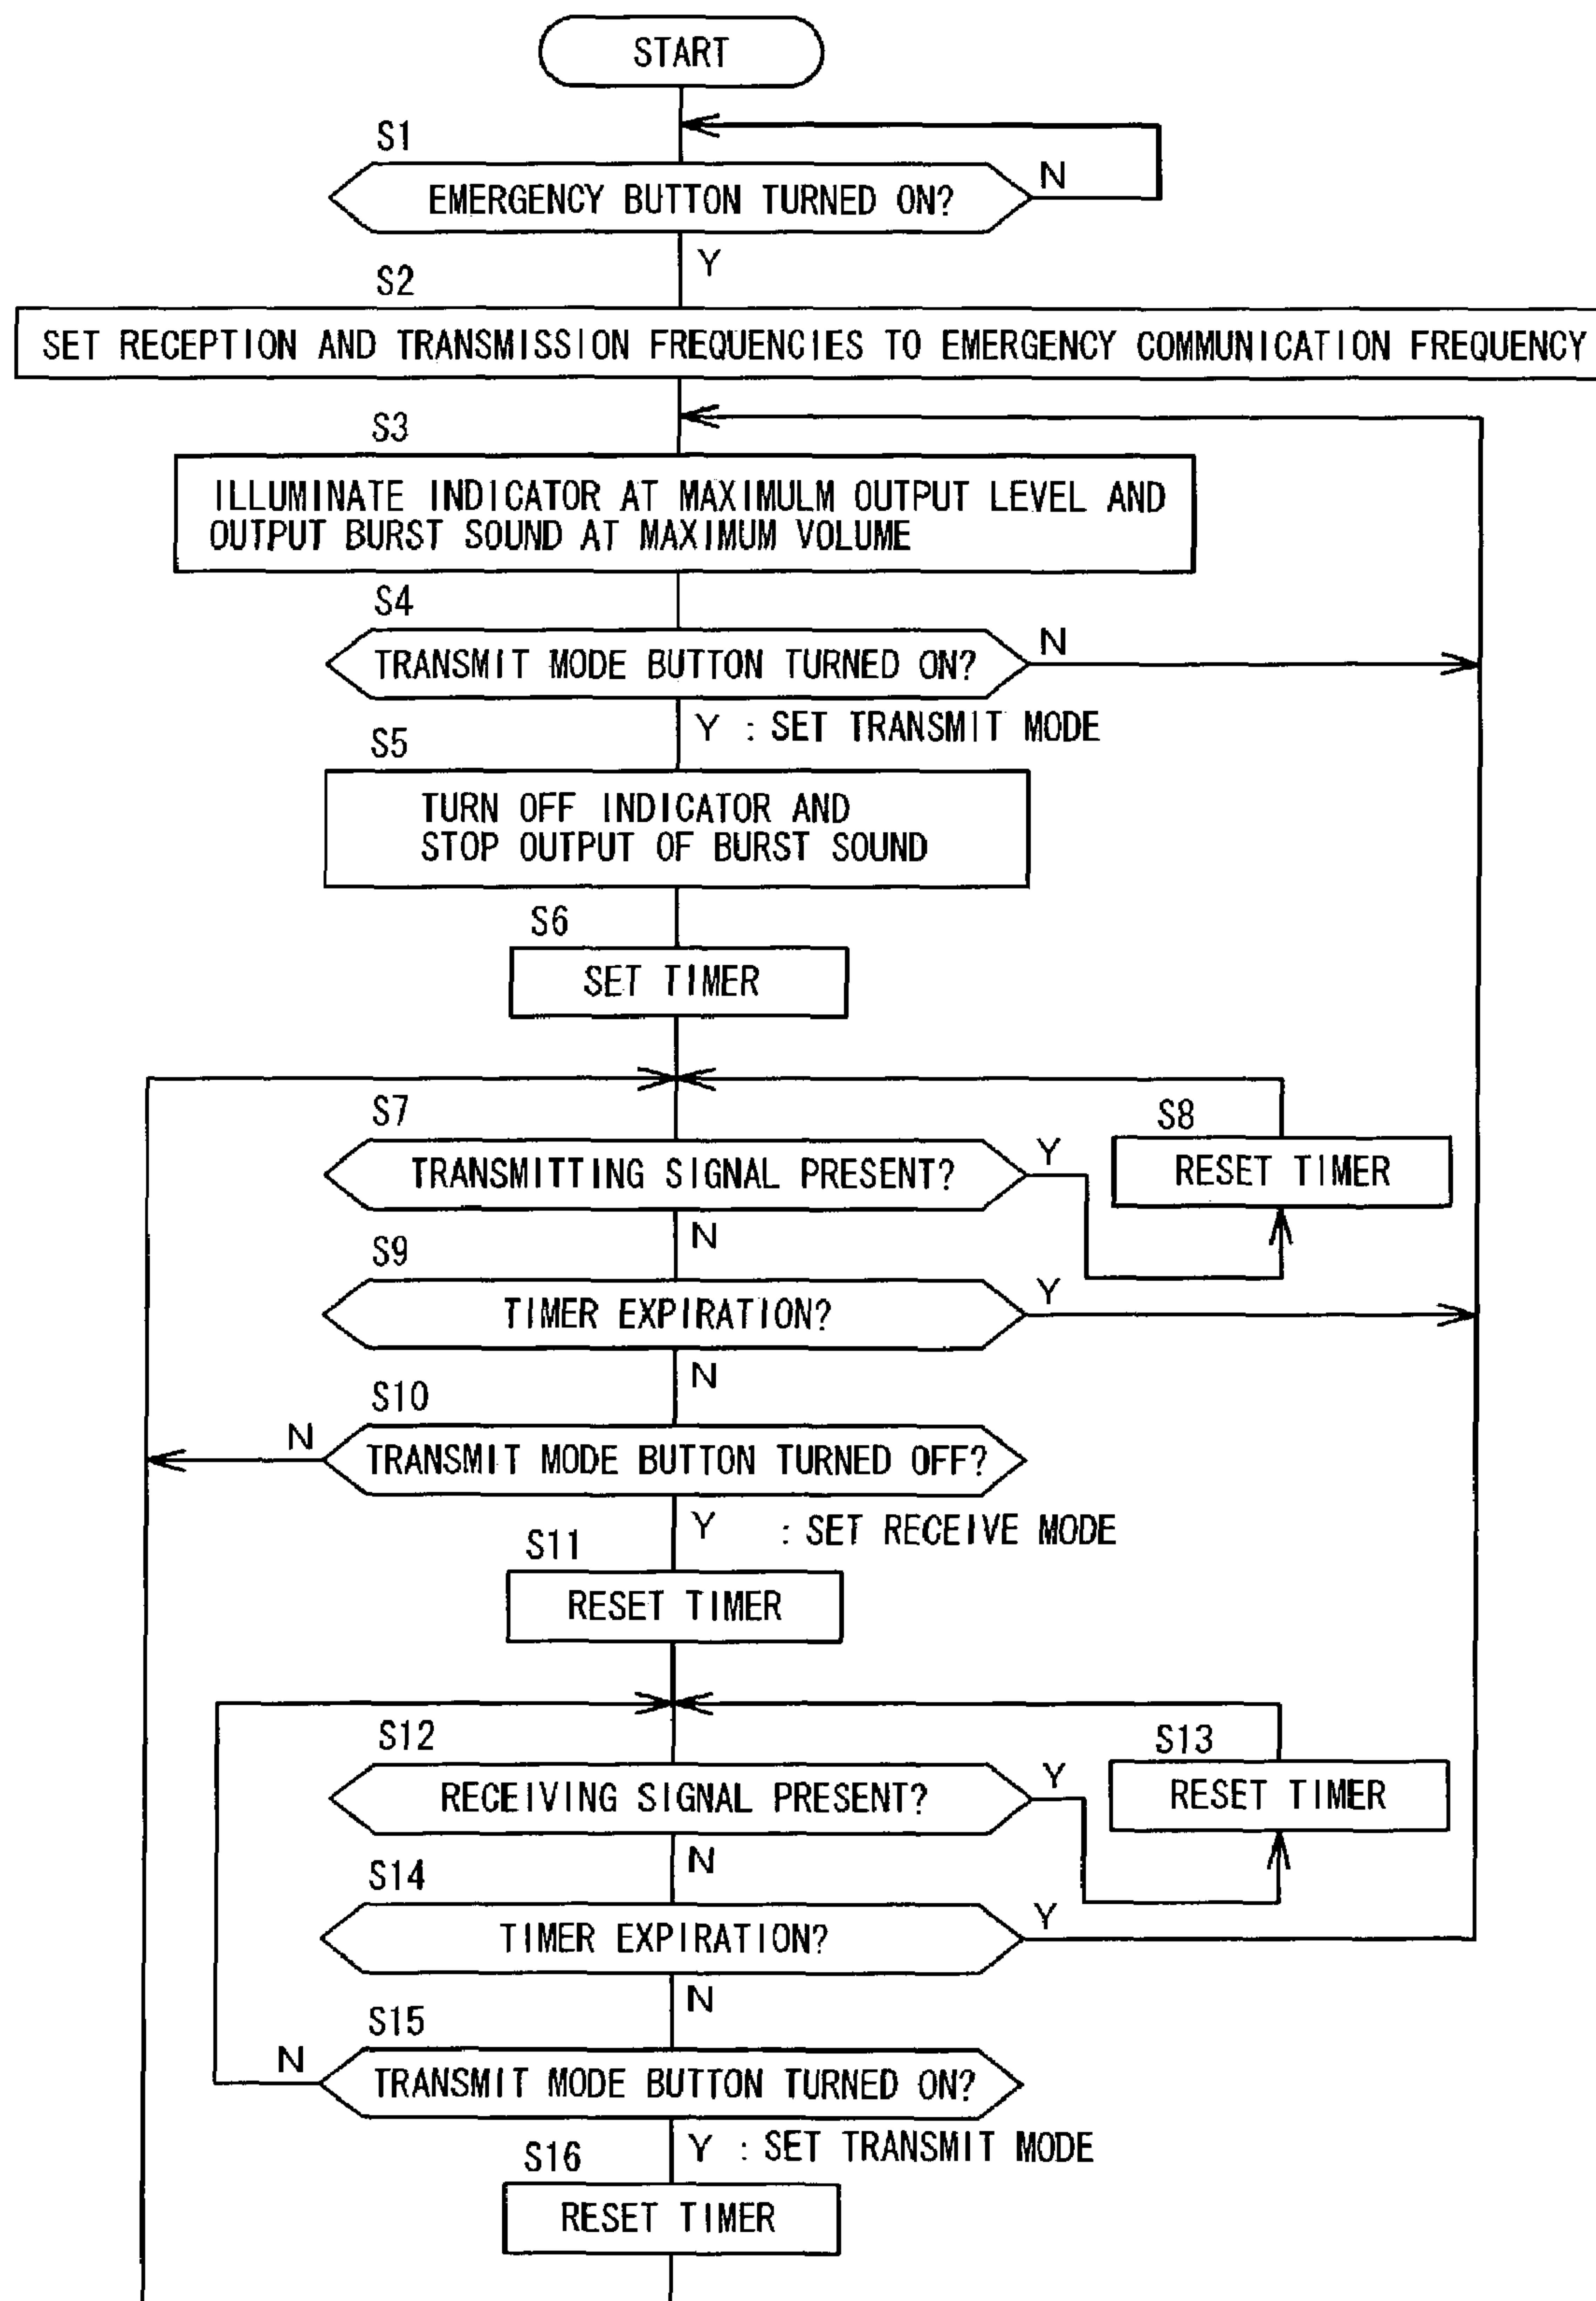 START
S1
EMERGENCY BUTTON TURNED ON?
N
Y
S2
SET RECEPTION AND TRANSMISSION FREQUENCIES TO EMERGENCY COMMUNICATION FREQUENCY
S3
ILLUMINATE INDICATOR AT MAXIMULM OUTPUT LEVEL AND
OUTPUT BURST SOUND AT MAXIMUM VOLUME
S4
TRANSMIT MODE BUTTON TURNED ON?
N
Y : SET TRANSMIT MODE
S5
TURN OFF INDICATOR AND
STOP OUTPUT OF BURST SOUND
S6
SET TIMER
S7
TRANSMITTING SIGNAL PRESENT?
Y
S8
RESET TIMER
N
S9
TIMER EXPIRATION?
Y
N
S10
N
TRANSMIT MODE BUTTON TURNED OFF?
Y : SET RECEIVE MODE
S11
RESET TIMER
S12
RECEIVING SIGNAL PRESENT?
Y
S13
RESET TIMER
N
S14
TIMER EXPIRATION?
Y
N
S15
N
TRANSMIT MODE BUTTON TURNED ON?
Y : SET TRANSMIT MODE
S16
RESET TIMER